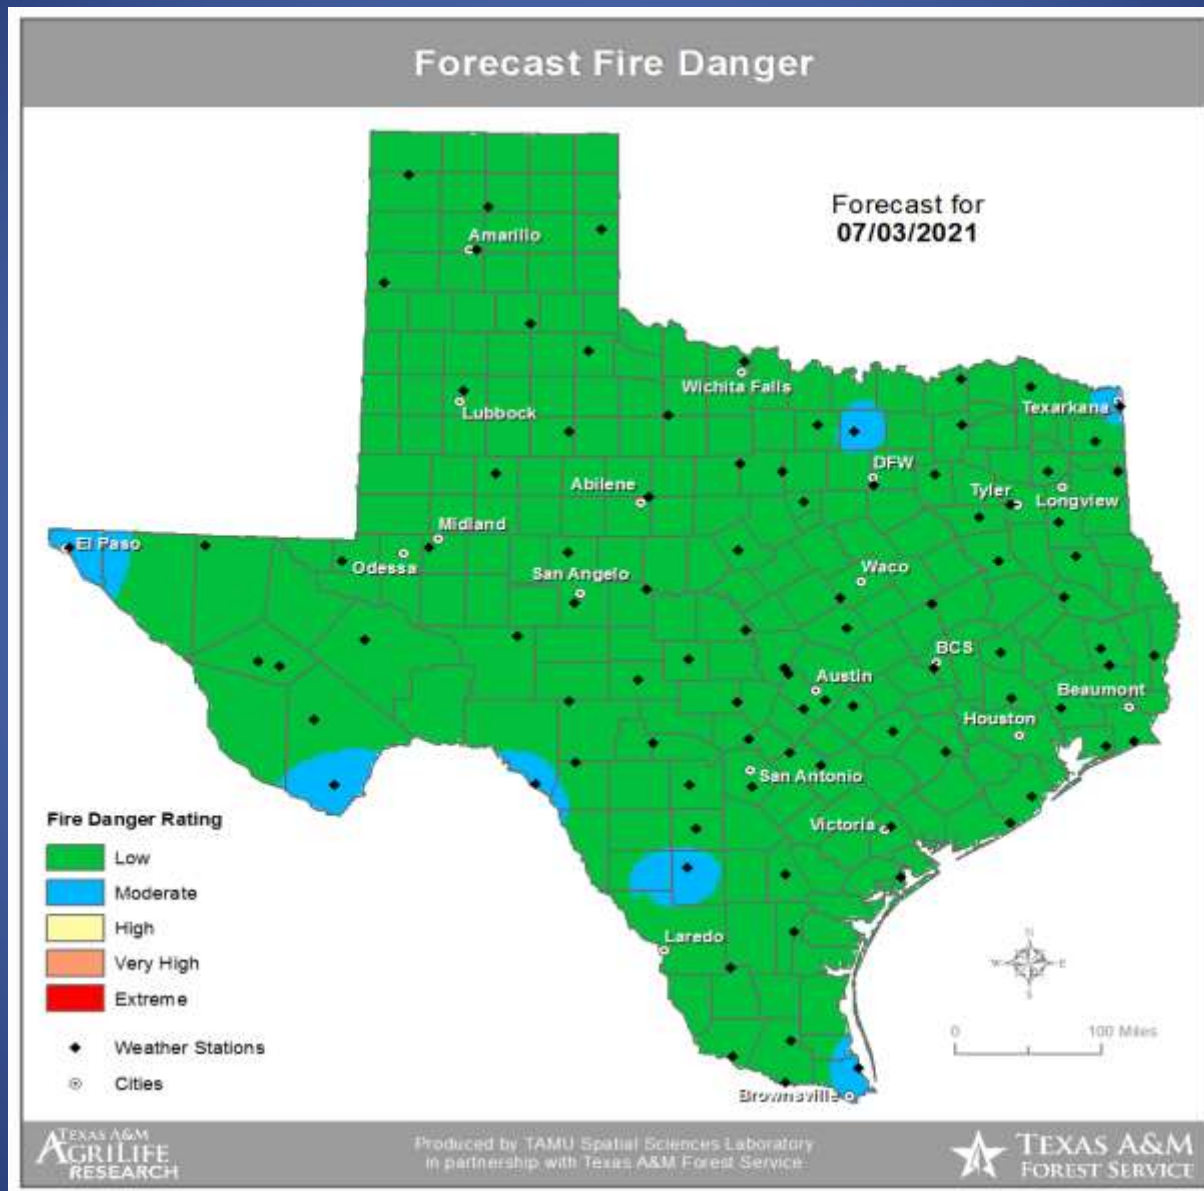 Forecast Fire Danger
Forecast for
07/03/2021
Amarillo
Wichita Falls
Lubbock
Texarkana
DFW
Abilene
Tyler
Longview
Midland
El Paso
Odessa
San Angelo
Waco
BCS
Austin
Beaumont
Houston
San Antonio
Victoria
Laredo
Brownsville
Fire Danger Rating
Low
Moderate
High
Very High
Extreme
Weather Stations
Cities
N
W E
S
0 100 Miles
TEXAS A&M
AGRILIFE
RESEARCH
Produced by TAMU Spatial Sciences Laboratory
in partnership with Texas A&M Forest Service
TEXAS A&M
FOREST SERVICE